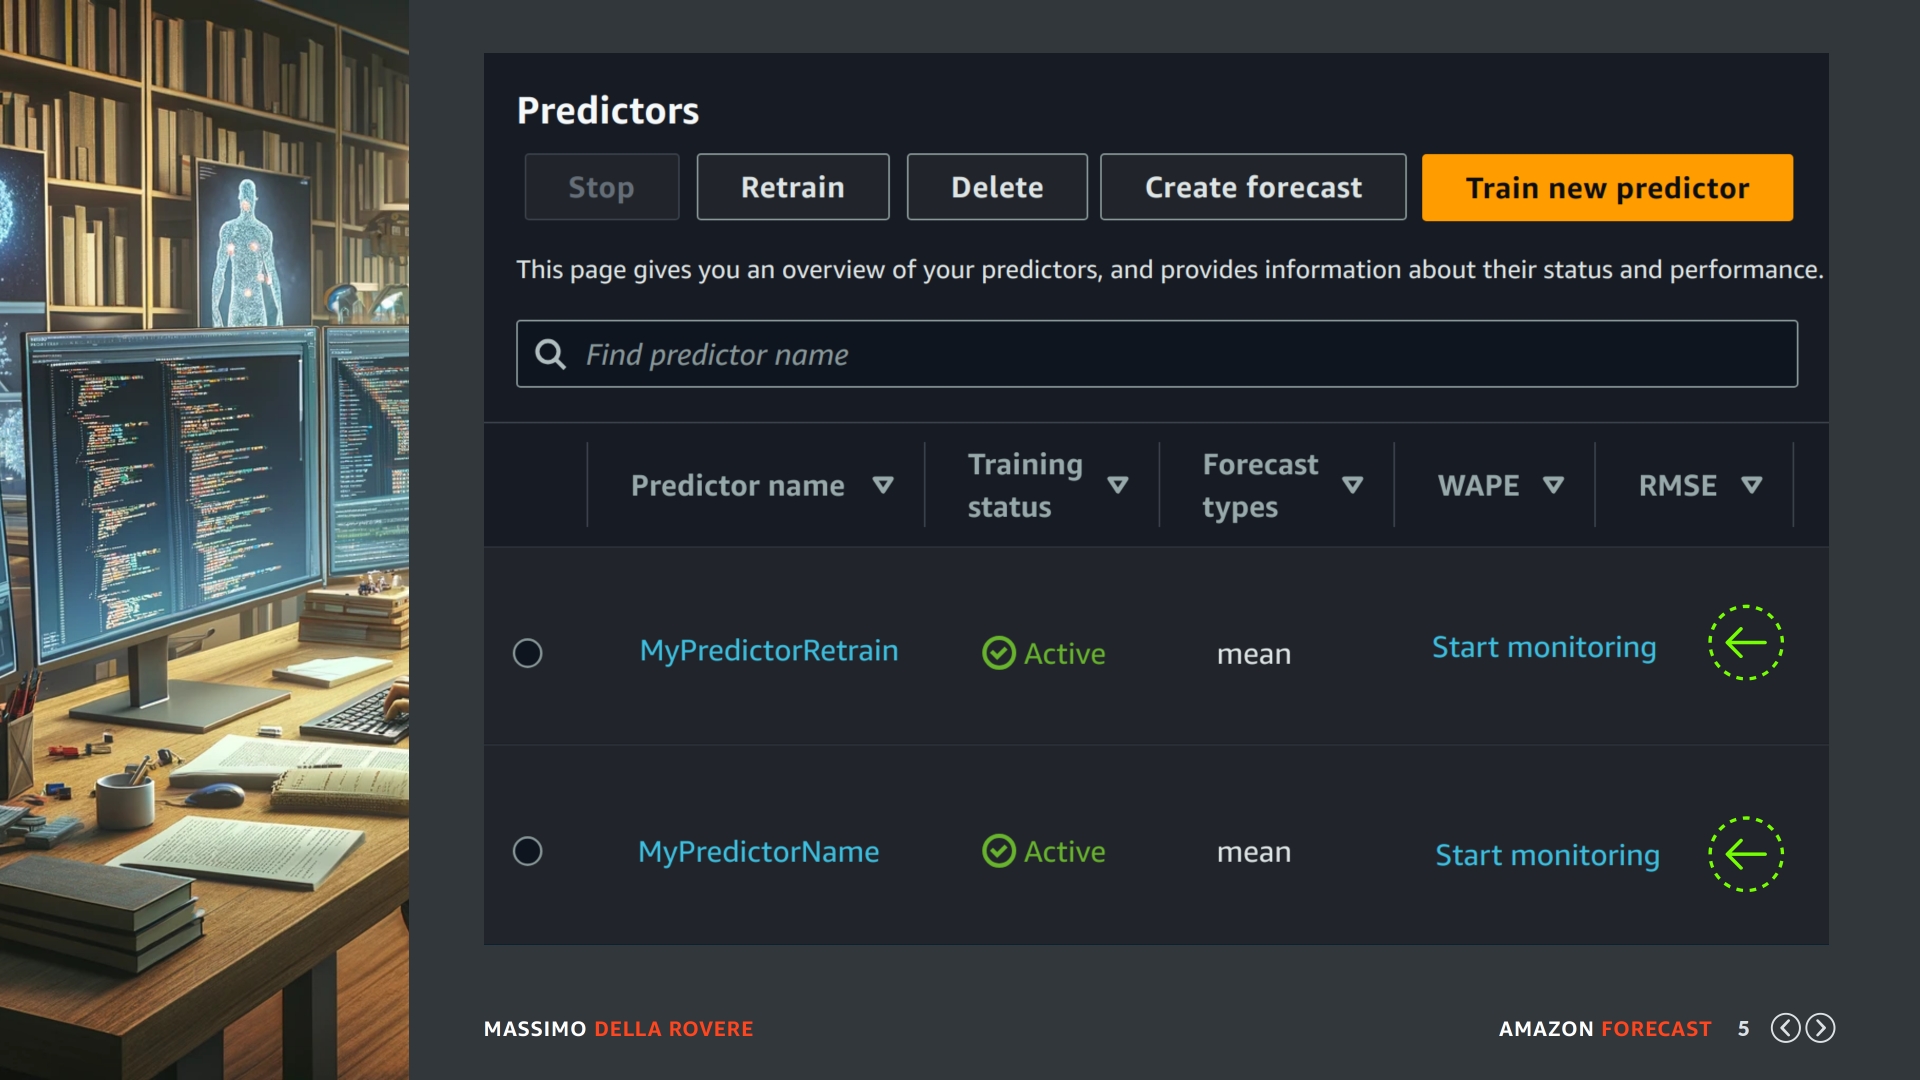 Predictors
Stop Retrain Delete Create forecast Train new predictor
This page gives you an overview of your predictors, and provides information about their status and performance.
Find predictor name
Predictor name Training status Forecast types WAPE RMSE
MyPredictorRetrain Active mean Start monitoring
MyPredictorName Active mean Start monitoring
MASSIMO DELLA ROVERE AMAZON FORECAST 5